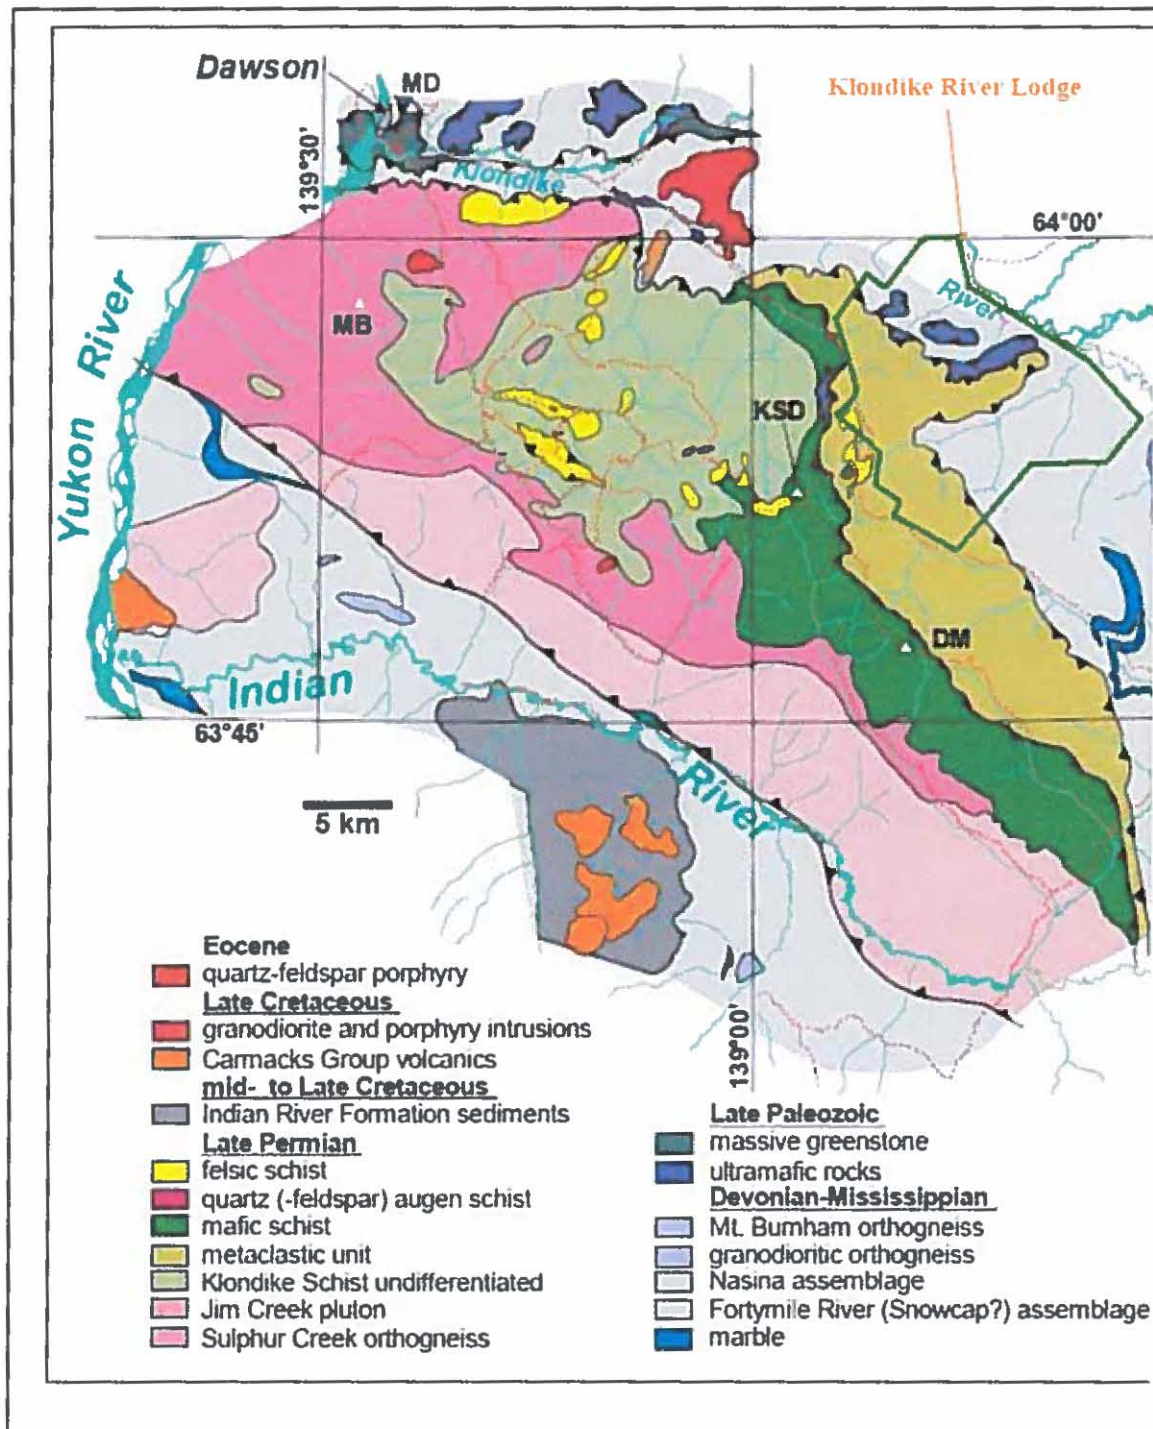 Dawson
MD
Klondike River Lodge
139°30'
Klondike
64°00'
River
MB
KSD
Yukon River
DM
Indian
63°45'
River
5 km
139°00'
Eocene
quartz-feldspar porphyry
Late Cretaceous
granodiorite and porphyry intrusions
Carmacks Group volcanics
mid- to Late Cretaceous
Indian River Formation sediments
Late Permian
felsic schist
quartz (-feldspar) augen schist
mafic schist
metaclastic unit
Klondike Schist undifferentiated
Jim Creek pluton
Sulphur Creek orthogneiss
Late Paleozoic
massive greenstone
ultramafic rocks
Devonian-Mississippian
Mt. Burnham orthogneiss
granodioritic orthogneiss
Nasina assemblage
Fortymile River (Snowcap?) assemblage
marble